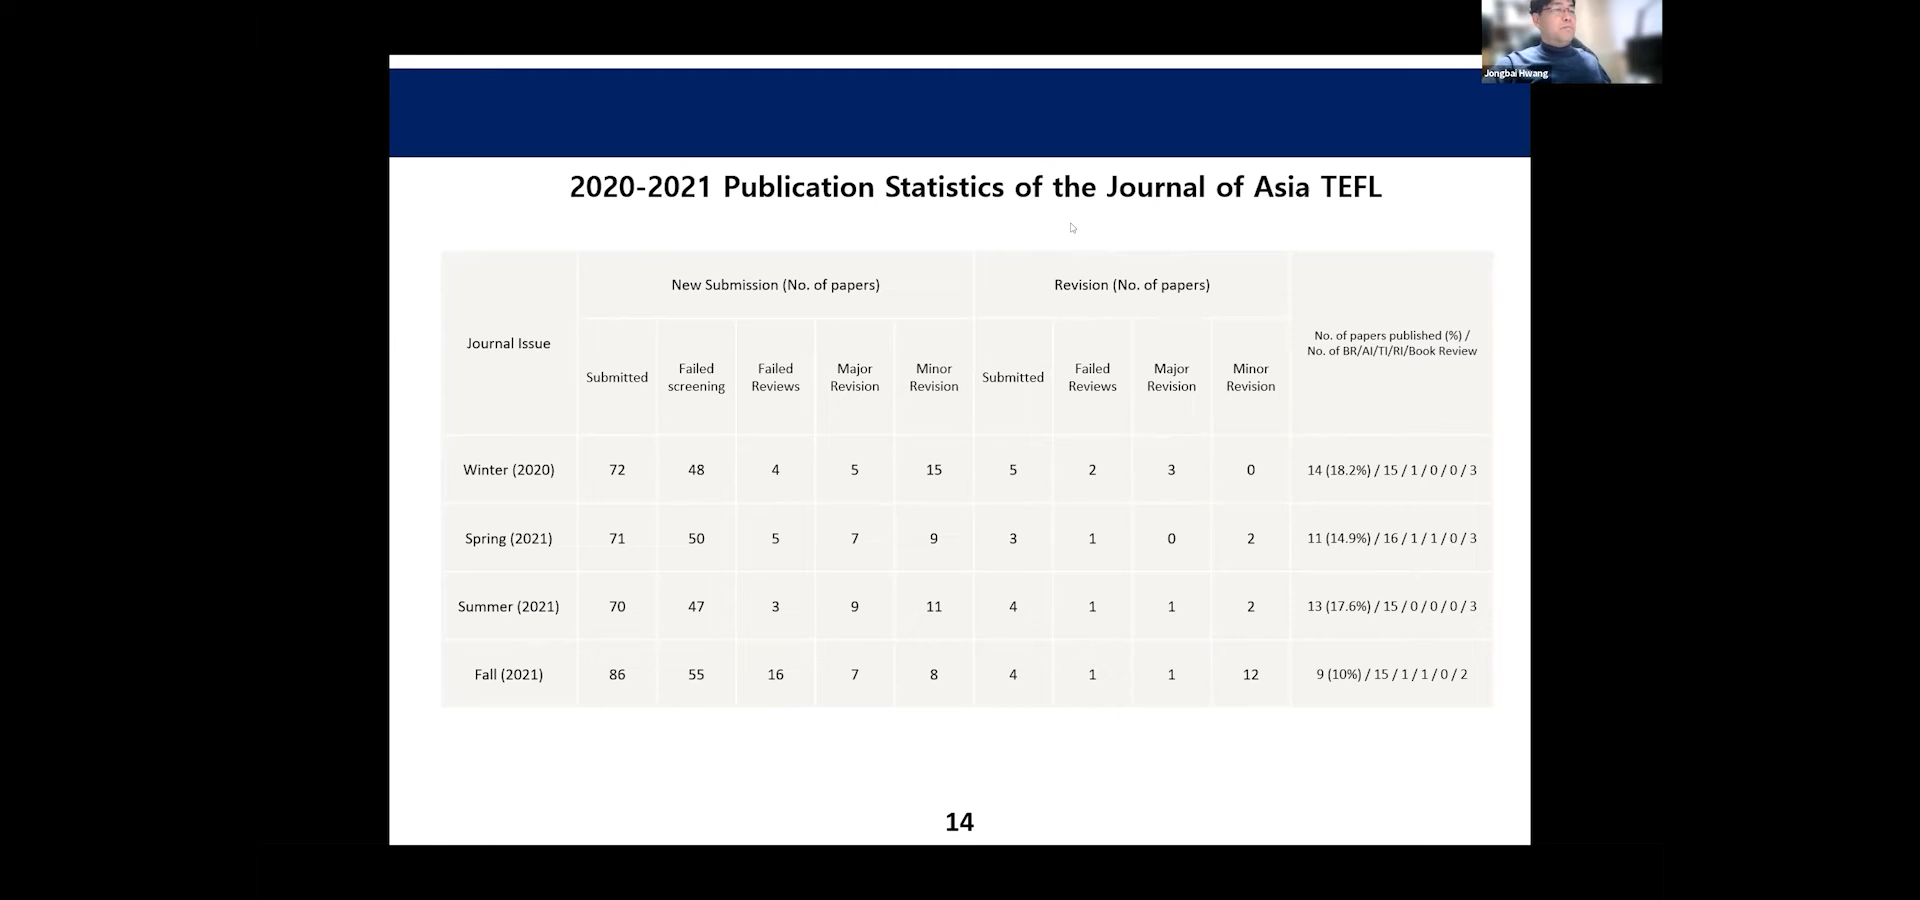 Jongbai Hwang
2020-2021 Publication Statistics of the Journal of Asia TEFL
Journal Issue
New Submission (No. of papers)
Revision (No. of papers)
No. of papers published (%) /
No. of BR/AI/TI/RI/Book Review
Submitted
Failed
screening
Failed
Reviews
Major
Revision
Minor
Revision
Submitted
Failed
Reviews
Major
Revision
Minor
Revision
Winter (2020) 72 48 4 5 15 5 2 3 0 14 (18.2%) / 15 / 1 / 0 / 0 / 3
Spring (2021) 71 50 5 7 9 3 1 0 2 11 (14.9%) / 16 / 1 / 1 / 0 / 3
Summer (2021) 70 47 3 9 11 4 1 1 2 13 (17.6%) / 15 / 0 / 0 / 0 / 3
Fall (2021) 86 55 16 7 8 4 1 1 12 9 (10%) / 15 / 1 / 1 / 0 / 2
14